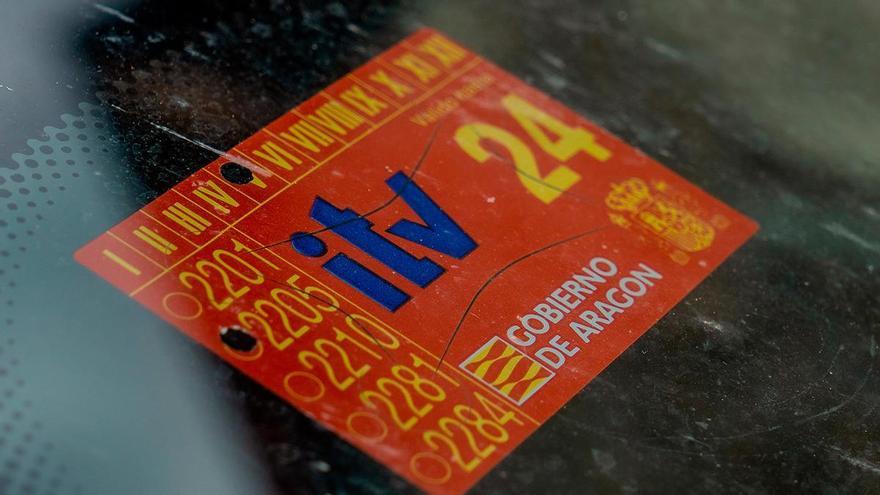 I II III IV V VI VII VIII IX X XI XII
Válido hasta
24
itv
2201
2205
2210
2281
2284
GOBIERNO
DE ARAGON